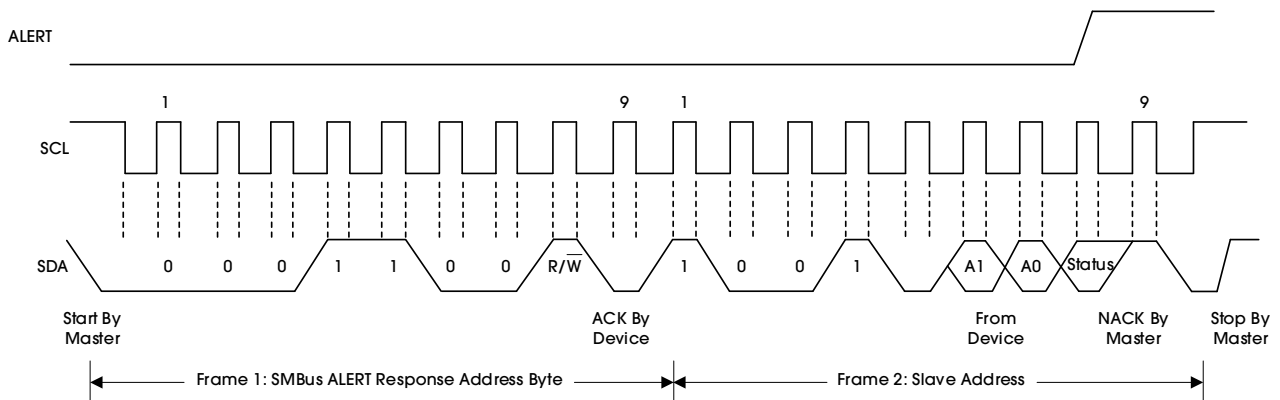 ALERT
1 9 1 9
SCL
SDA 0 0 0 1 1 0 0 R/W̅ 1 0 0 1 A1 A0 Status
Start By
Master
ACK By
Device
From
Device
NACK By
Master
Stop By
Master
Frame 1: SMBus ALERT Response Address Byte
Frame 2: Slave Address